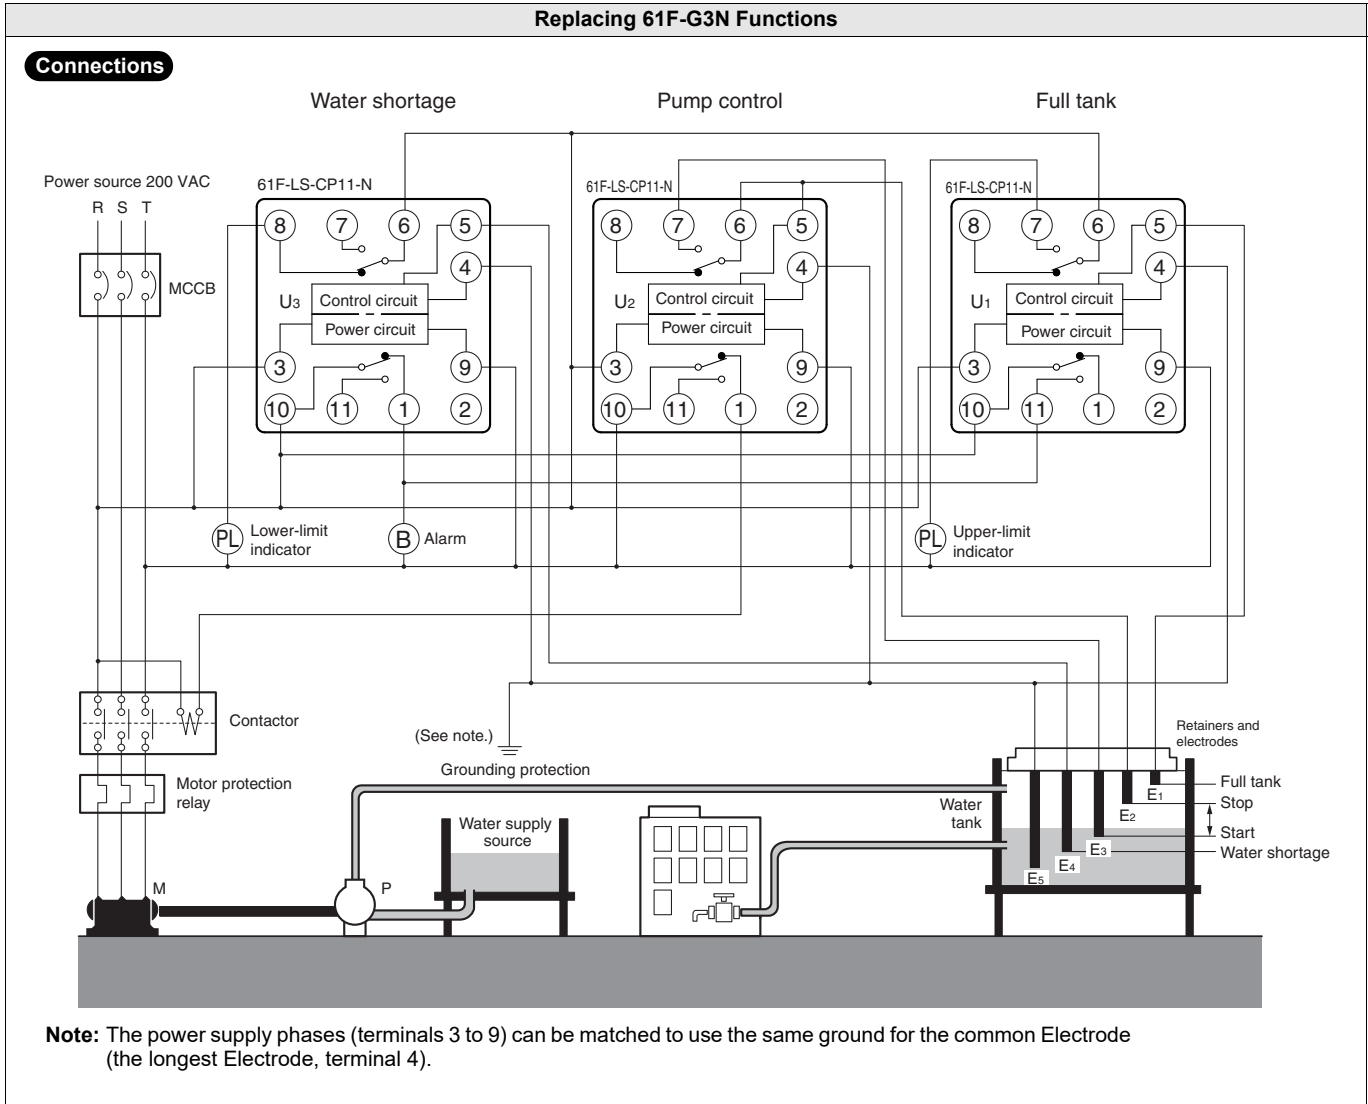 Replacing 61F-G3N Functions
Connections
Water shortage
Pump control
Full tank
Power source 200 VAC
R S T
MCCB
61F-LS-CP11-N
8 7 6 5
4
U3
Control circuit
Power circuit
3 9
10 11 1 2
61F-LS-CP11-N
8 7 6 5
4
U2
Control circuit
Power circuit
3 9
10 11 1 2
61F-LS-CP11-N
8 7 6 5
4
U1
Control circuit
Power circuit
3 9
10 11 1 2
PL
Lower-limit
indicator
B
Alarm
PL
Upper-limit
indicator
Contactor
Motor protection
relay
(See note.)
Grounding protection
Retainers and
electrodes
Water
tank
Full tank
Stop
Start
Water shortage
E1
E2
E3
E4
E5
Water supply
source
M
P
Note: The power supply phases (terminals 3 to 9) can be matched to use the same ground for the common Electrode
(the longest Electrode, terminal 4).